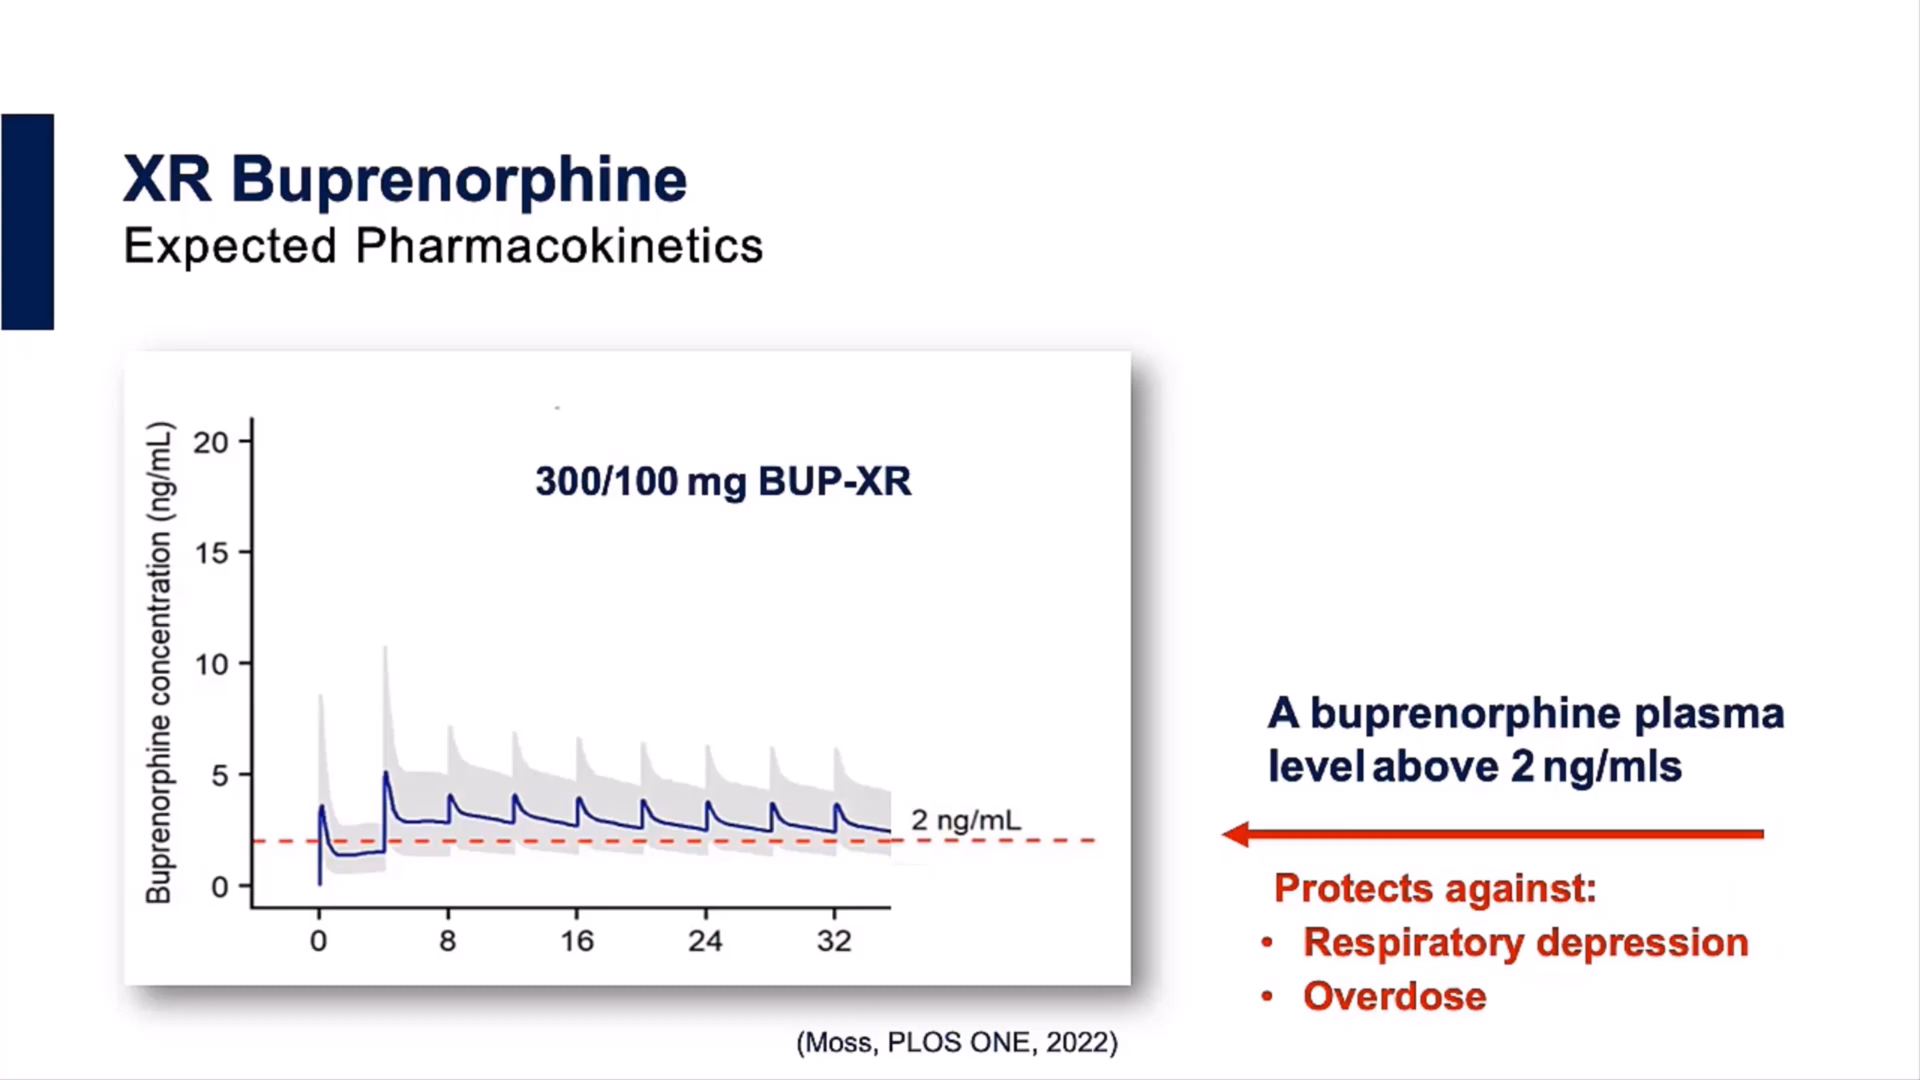 XR Buprenorphine
Expected Pharmacokinetics
Buprenorphine concentration (ng/mL)
20
15
10
5
0
300/100 mg BUP-XR
2 ng/mL
0 8 16 24 32
A buprenorphine plasma
level above 2 ng/mls
Protects against:
• Respiratory depression
• Overdose
(Moss, PLOS ONE, 2022)